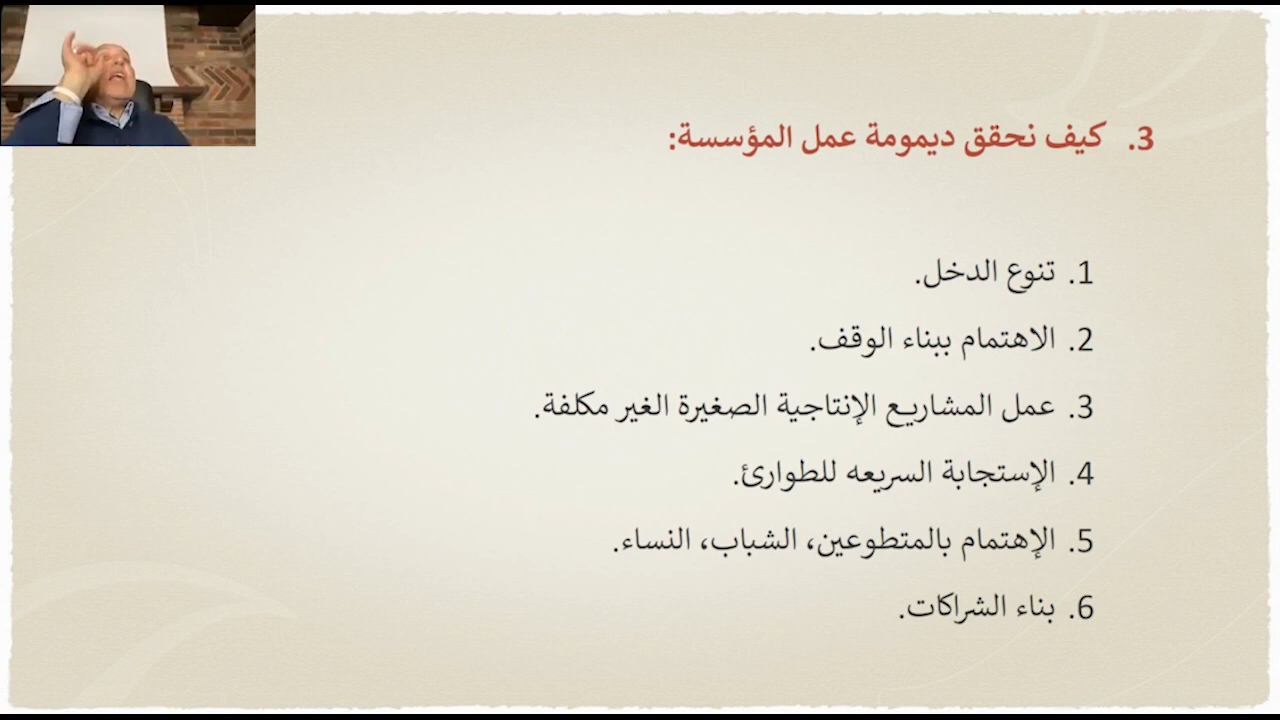 3. كيف نحقق ديمومة عمل المؤسسة:
1. تنوع الدخل.
2. الاهتمام ببناء الوقف.
3. عمل المشاريع الإنتاجية الصغيرة الغير مكلفة.
4. الإستجابة السريعه للطوارئ.
5. الإهتمام بالمتطوعين، الشباب، النساء.
6. بناء الشراكات.